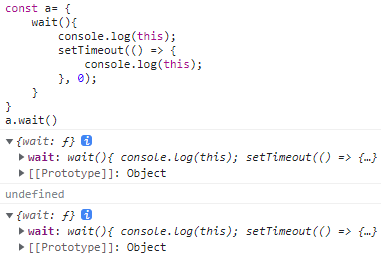 const a= {
    wait(){
        console.log(this);
        setTimeout(() => {
            console.log(this);
        }, 0);
    }
}
a.wait()
▼{wait: ƒ} i
▶wait: wait(){ console.log(this); setTimeout(() => {…}
▶[[Prototype]]: Object
undefined
▼{wait: ƒ} i
▶wait: wait(){ console.log(this); setTimeout(() => {…}
▶[[Prototype]]: Object